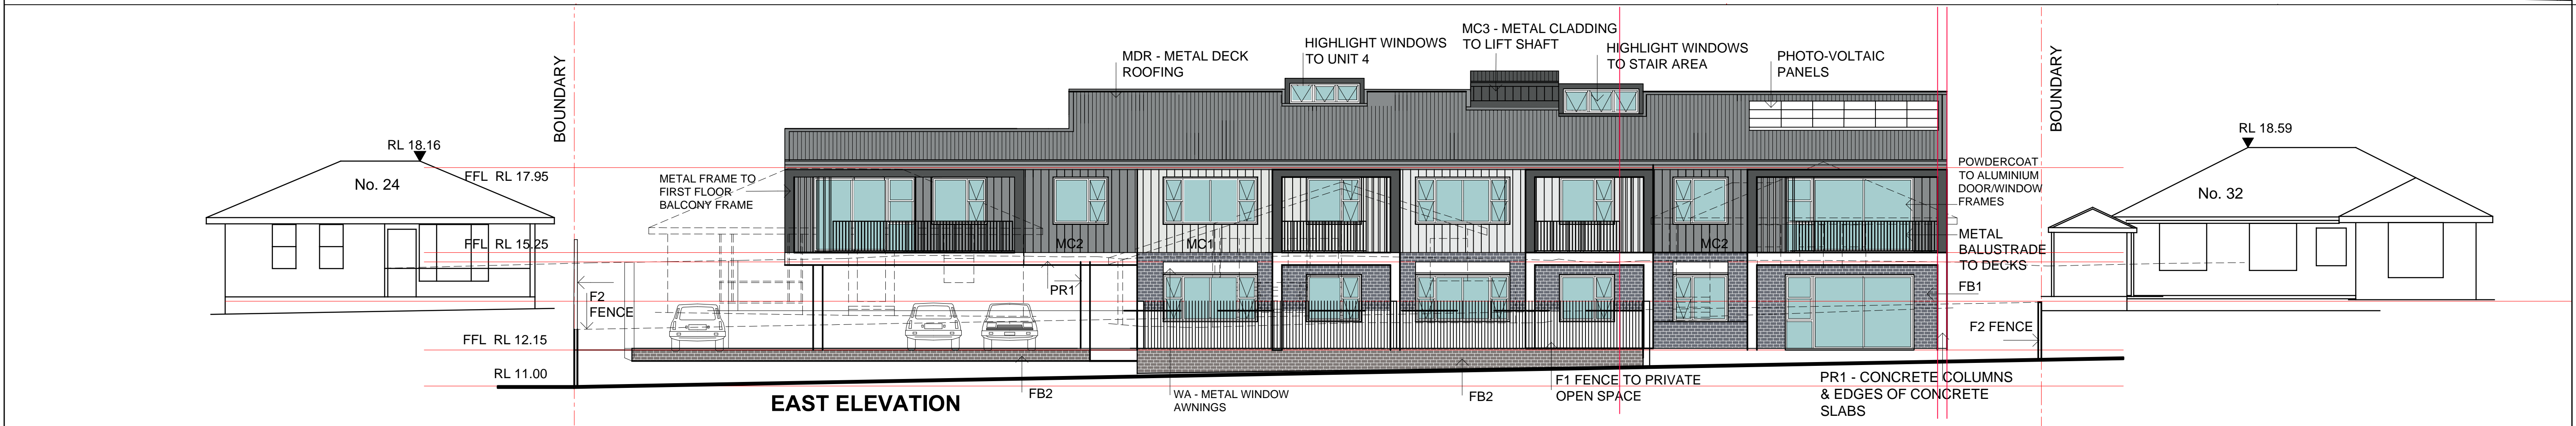 BOUNDARY
MDR - METAL DECK
ROOFING
HIGHLIGHT WINDOWS
TO UNIT 4
MC3 - METAL CLADDING
TO LIFT SHAFT
HIGHLIGHT WINDOWS
TO STAIR AREA
PHOTO-VOLTAIC
PANELS
BOUNDARY
RL 18.16
No. 24
FFL RL 17.95
METAL FRAME TO
FIRST FLOOR
BALCONY FRAME
RL 18.59
No. 32
POWDERCOAT
TO ALUMINIUM
DOOR/WINDOW
FRAMES
FFL RL 15.25
MC2
MC1
MC2
METAL
BALUSTRADE
TO DECKS
F2
FENCE
PR1
FB1
F2 FENCE
FFL RL 12.15
RL 11.00
EAST ELEVATION
FB2
WA - METAL WINDOW
AWNINGS
FB2
F1 FENCE TO PRIVATE
OPEN SPACE
PR1 - CONCRETE COLUMNS
& EDGES OF CONCRETE
SLABS